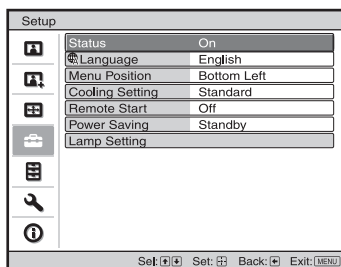 Setup
Status On
Language English
Menu Position Bottom Left
Cooling Setting Standard
Remote Start Off
Power Saving Standby
Lamp Setting
Sel: Set: Back: Exit: MENU